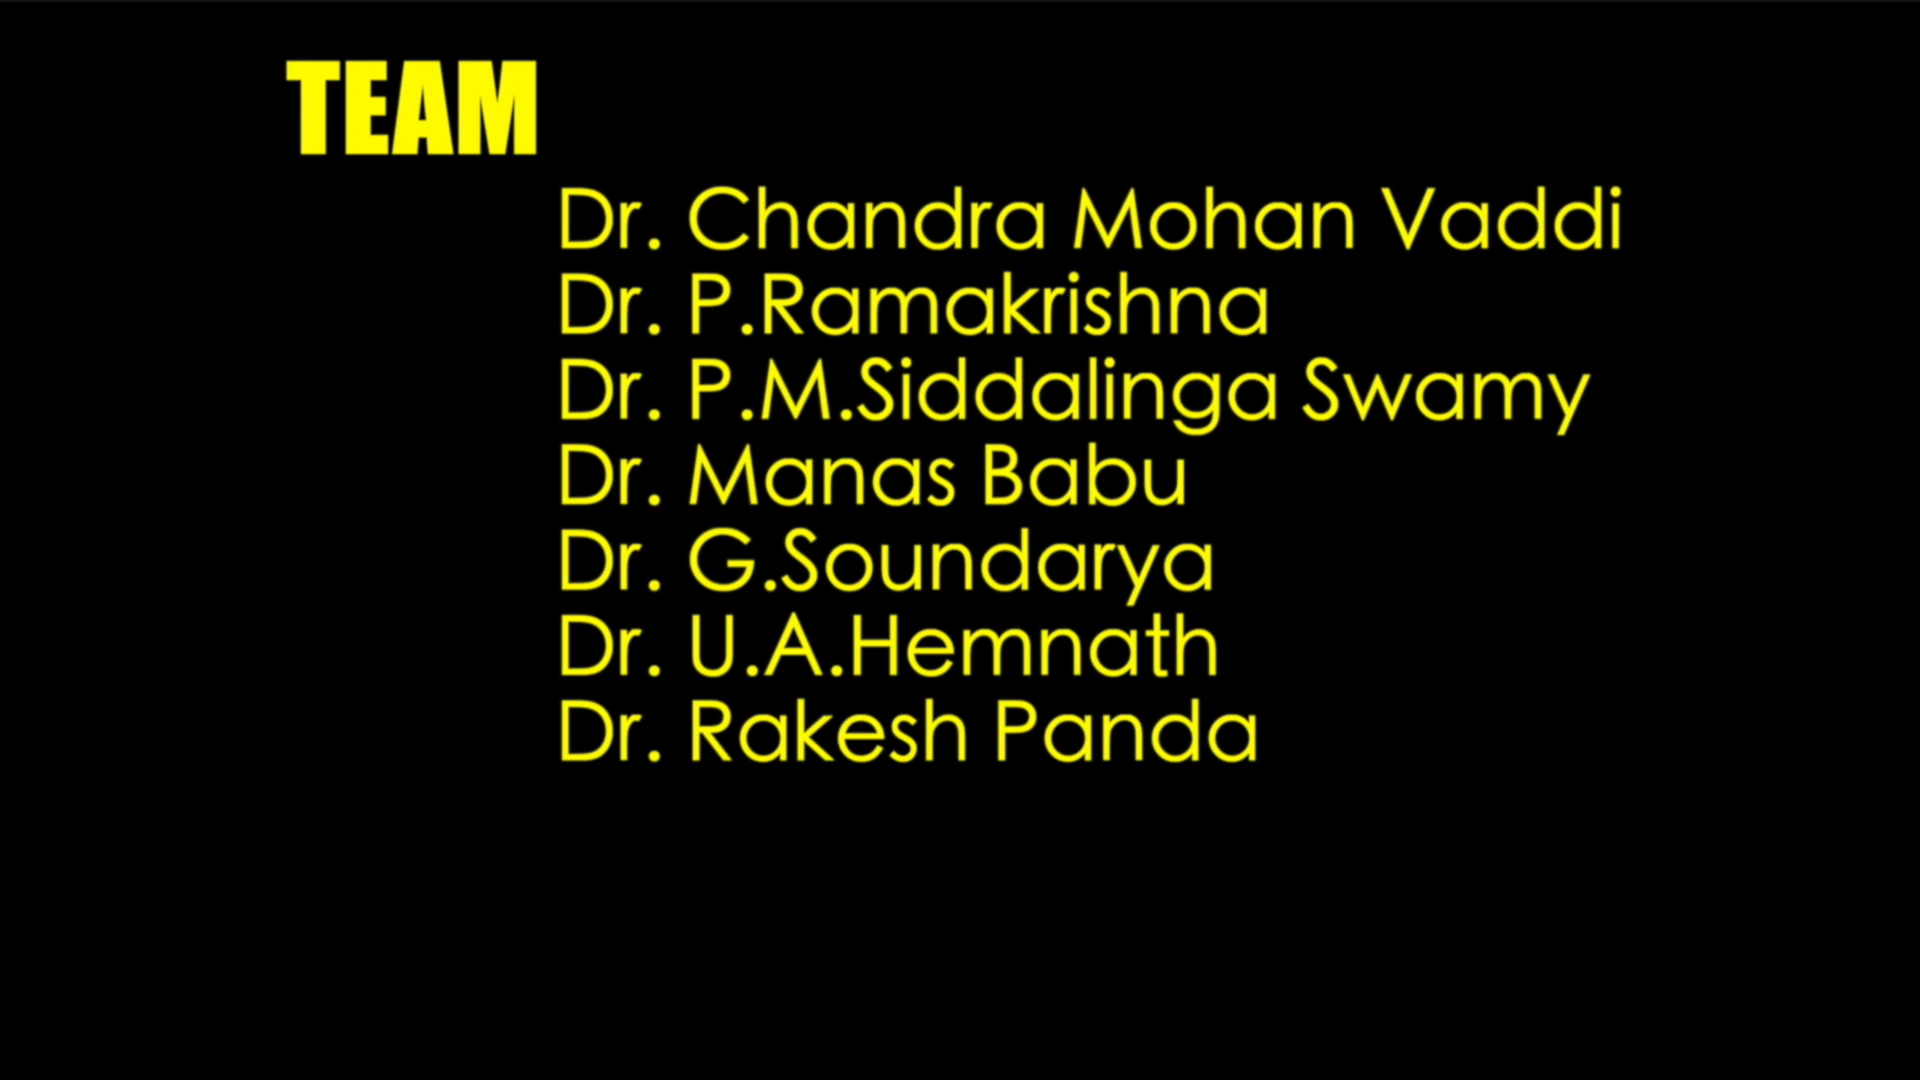 TEAM
Dr. Chandra Mohan Vaddi
Dr. P.Ramakrishna
Dr. P.M.Siddalinga Swamy
Dr. Manas Babu
Dr. G.Soundarya
Dr. U.A.Hemnath
Dr. Rakesh Panda